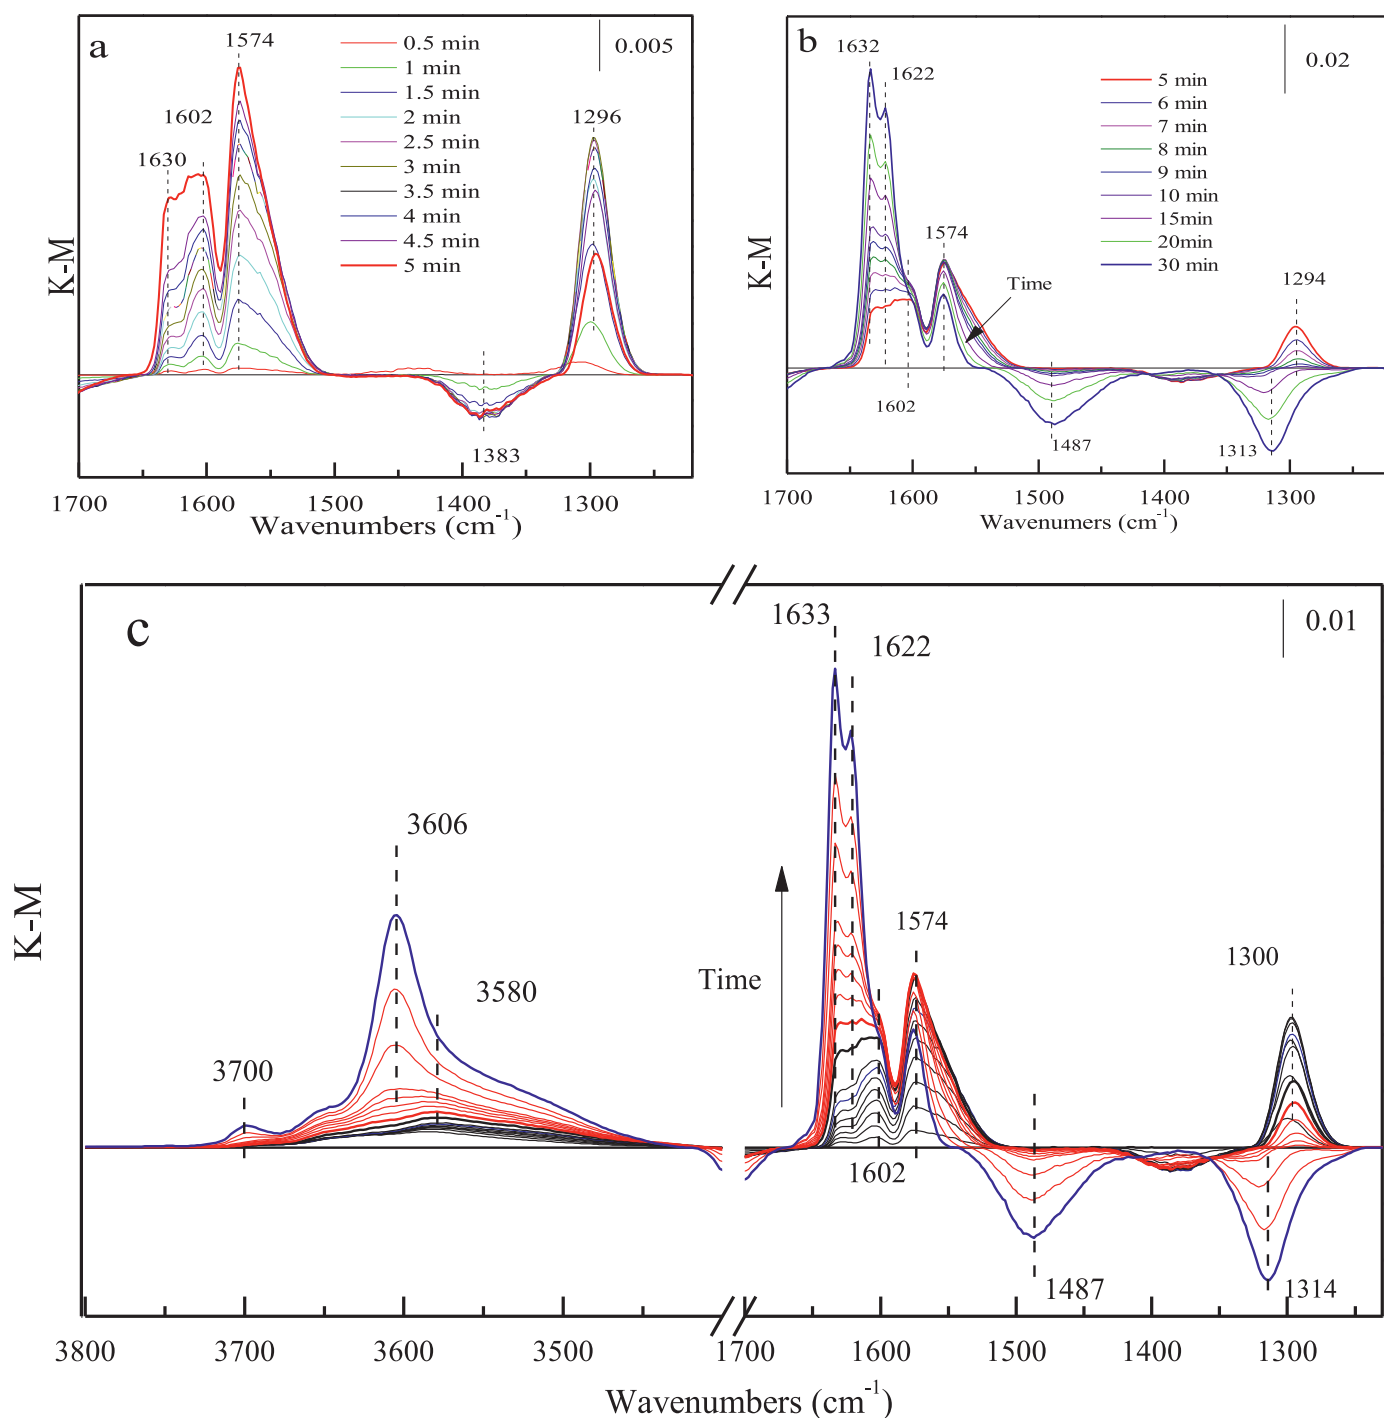 a
1574
1602
1630
0.5 min
1 min
1.5 min
2 min
2.5 min
3 min
3.5 min
4 min
4.5 min
5 min
0.005
1296
1383
K-M
1700 1600 1500 1400 1300
Wavenumbers (cm⁻¹)
b
1632
1622
5 min
6 min
7 min
8 min
9 min
10 min
15min
20min
30 min
0.02
1574
Time
1294
1602
1487
1313
K-M
1700 1600 1500 1400 1300
Wavenumers (cm⁻¹)
c
1633
1622
0.01
3606
3580
3700
Time
1574
1300
1602
1487
1314
K-M
3800 3700 3600 3500 1700 1600 1500 1400 1300
Wavenumbers (cm⁻¹)